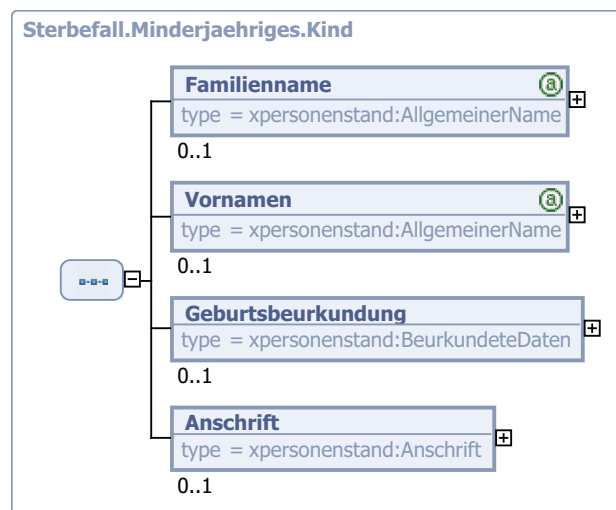 Sterbefall.Minderjaehriges.Kind
Familienname
type = xpersonenstand:AllgemeinerName
0..1
Vornamen
type = xpersonenstand:AllgemeinerName
0..1
Geburtsbeurkundung
type = xpersonenstand:BeurkundeteDaten
0..1
Anschrift
type = xpersonenstand:Anschrift
0..1